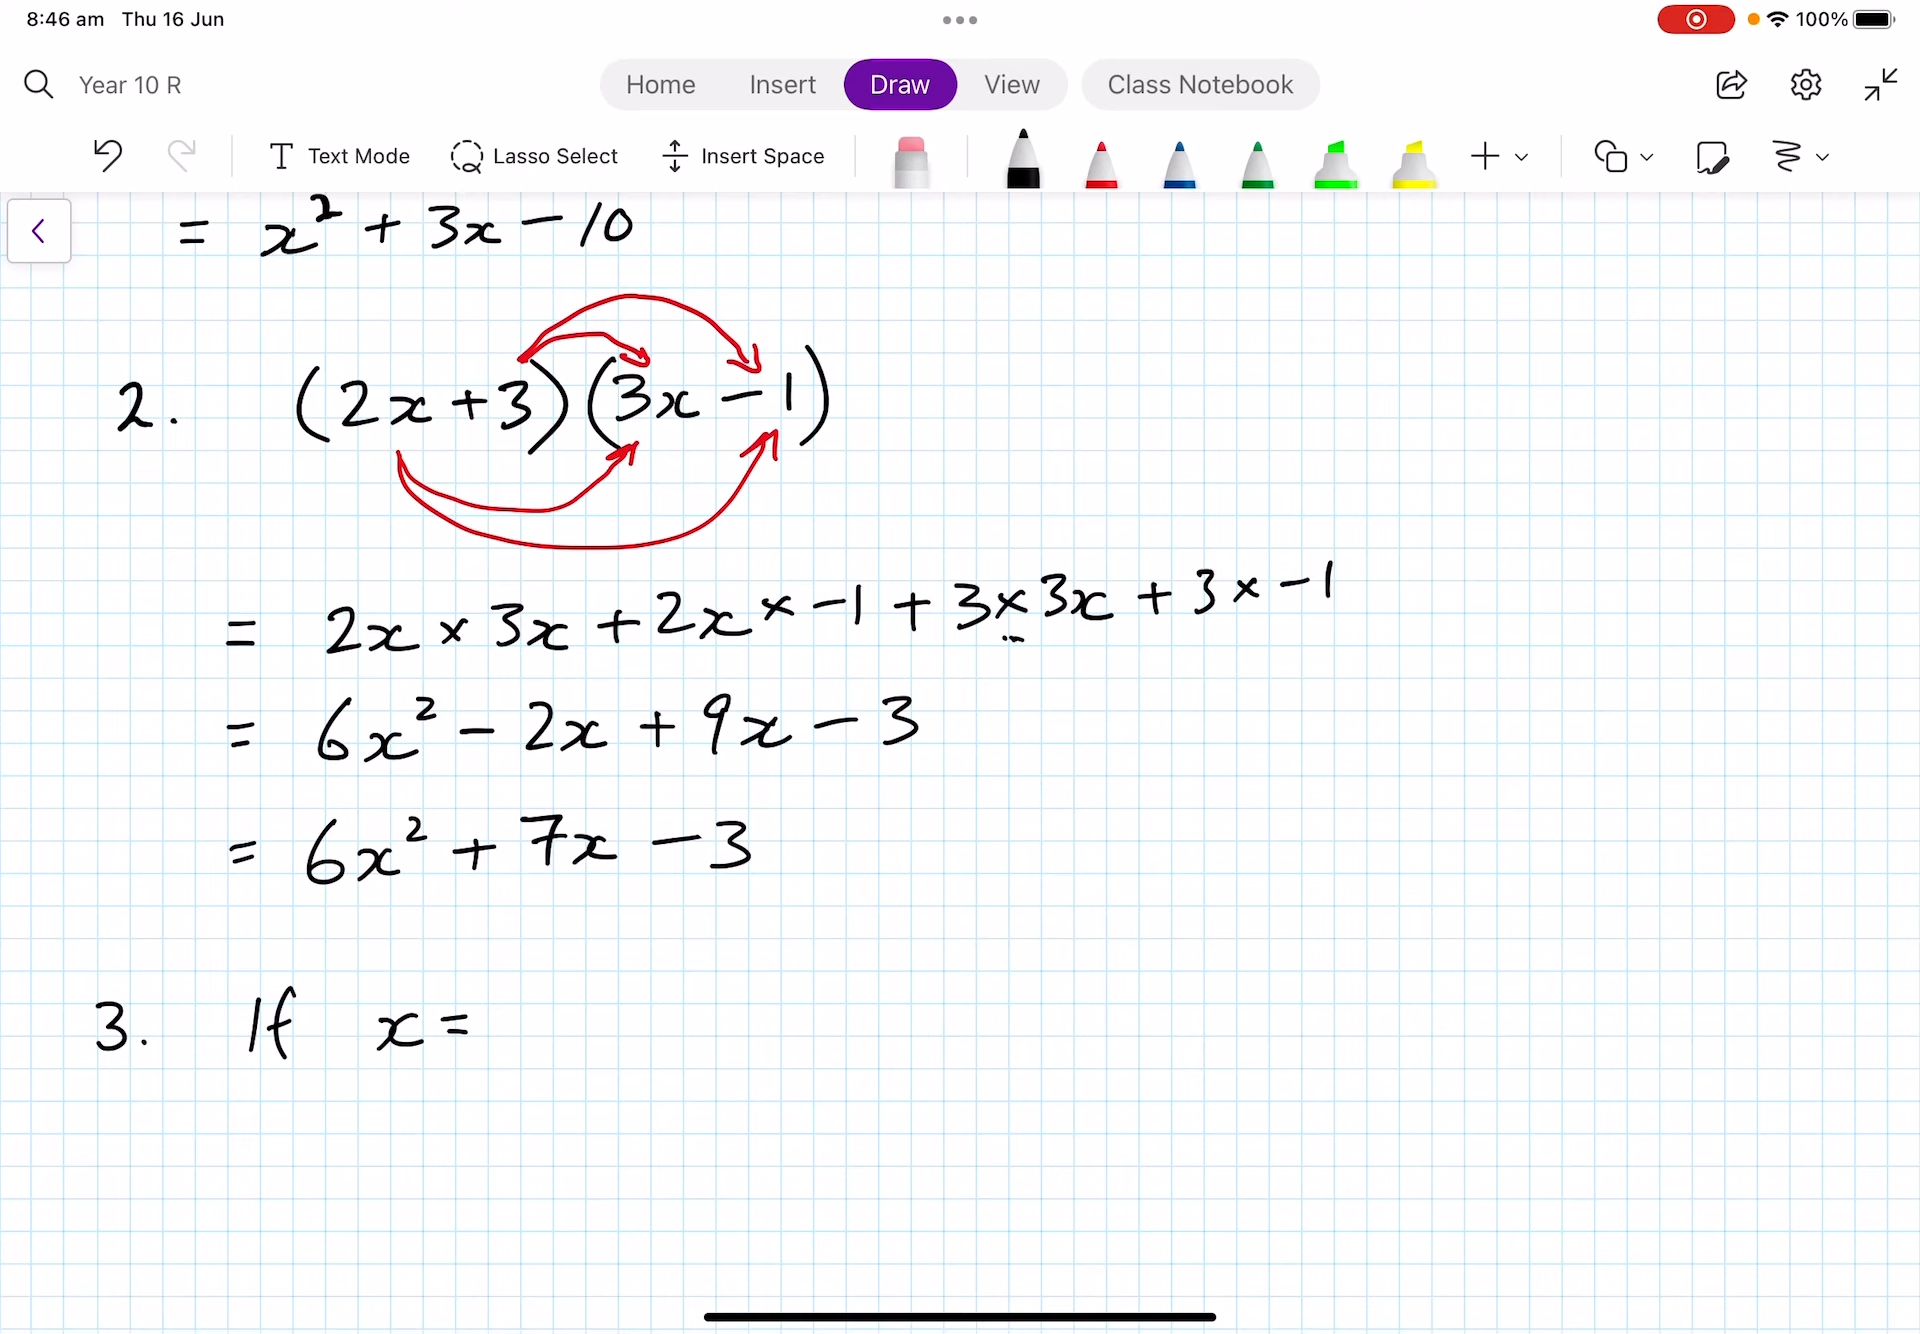 8:46 am Thu 16 Jun 100%
Year 10 R Home Insert Draw View Class Notebook
Text Mode Lasso Select Insert Space
= x² + 3x - 10
2. (2x + 3)(3x - 1)
= 2x × 3x + 2x × -1 + 3 × 3x + 3 × -1
= 6x² - 2x + 9x - 3
= 6x² + 7x - 3
3. If x =